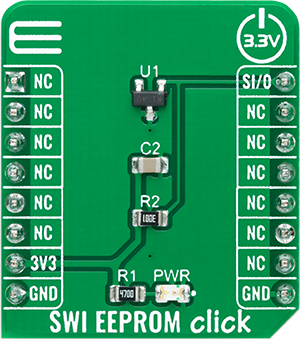 3.3V
U1
NC SI/O
NC NC
NC C2 NC
NC NC
NC R2 NC
100E
NC NC
3V3 NC
R1 PWR
GND 4700 GND
SWI EEPROM click